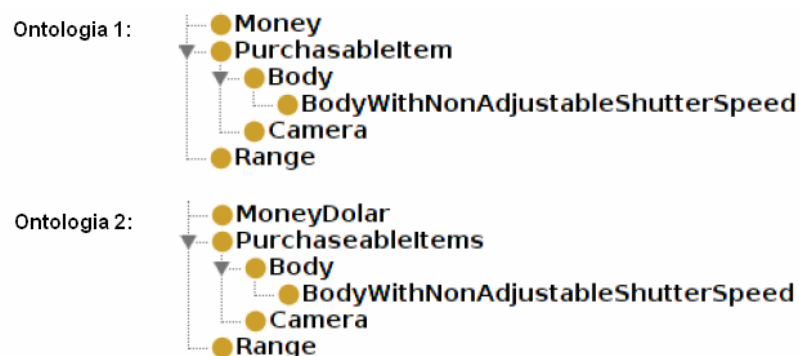 Ontologia 1:
Money
PurchasableItem
Body
BodyWithNonAdjustableShutterSpeed
Camera
Range
Ontologia 2:
MoneyDolar
PurchaseableItems
Body
BodyWithNonAdjustableShutterSpeed
Camera
Range